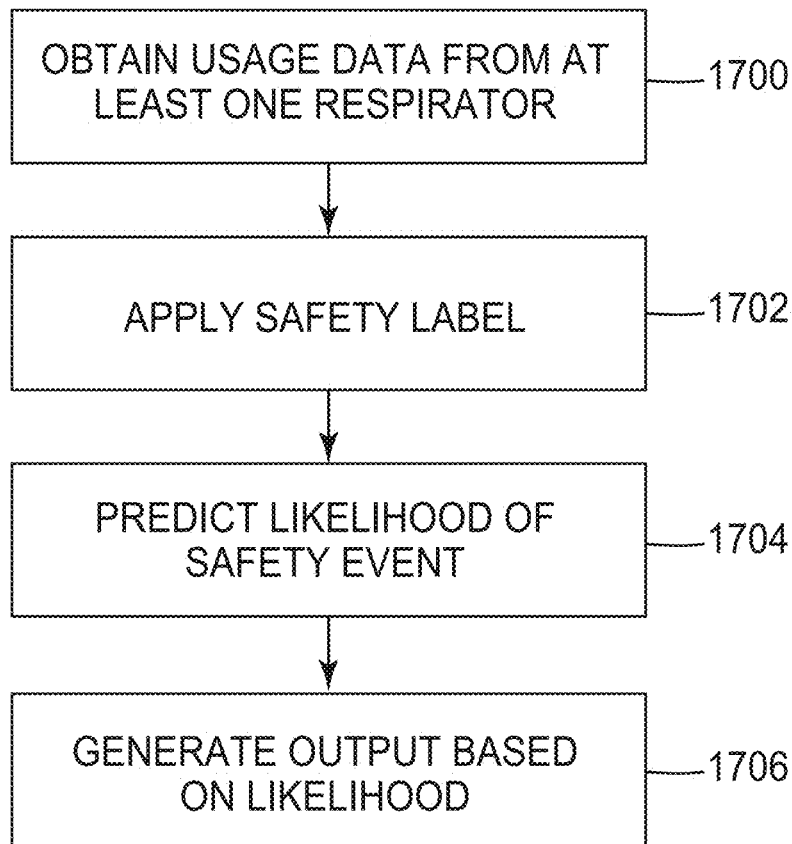 OBTAIN USAGE DATA FROM AT
LEAST ONE RESPIRATOR
1700
APPLY SAFETY LABEL
1702
PREDICT LIKELIHOOD OF
SAFETY EVENT
1704
GENERATE OUTPUT BASED
ON LIKELIHOOD
1706